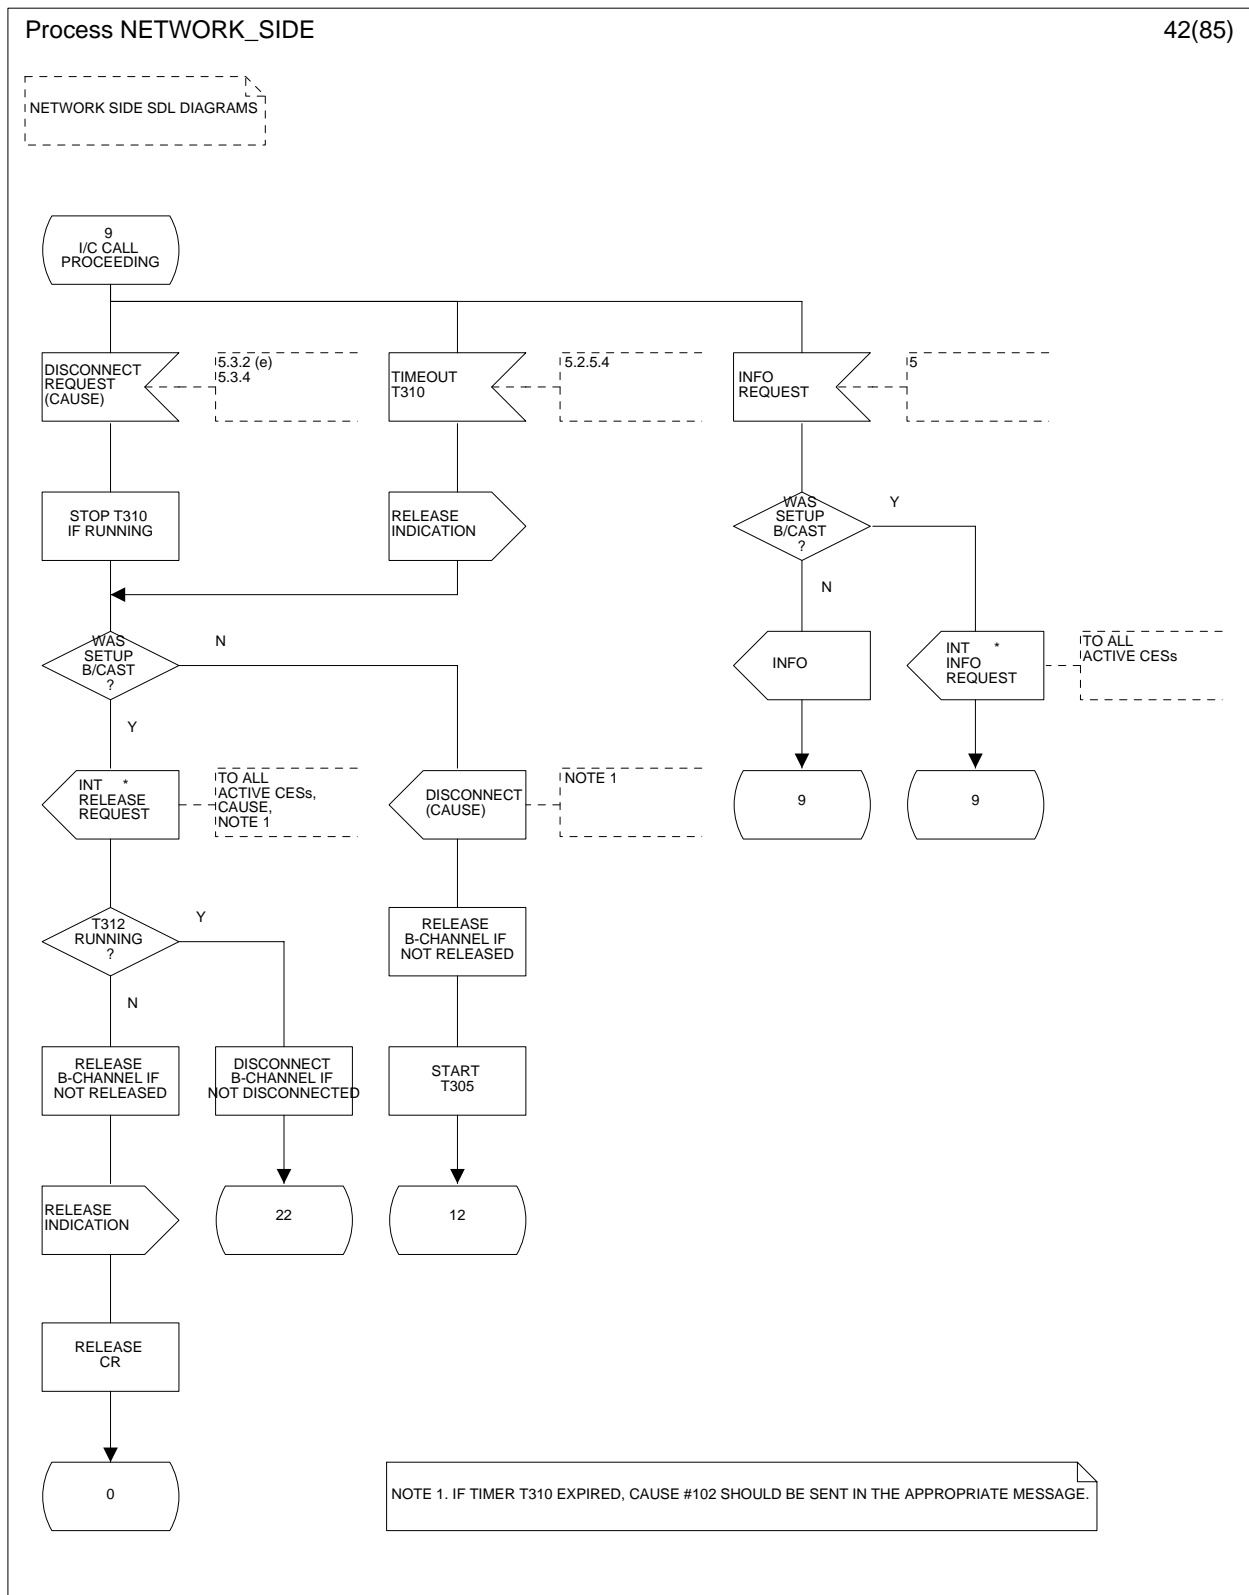 Process NETWORK_SIDE
42(85)
NETWORK SIDE SDL DIAGRAMS
9
I/C CALL
PROCEEDING
DISCONNECT
REQUEST
(CAUSE)
5.3.2 (e)
5.3.4
TIMEOUT
T310
5.2.5.4
INFO
REQUEST
5
STOP T310
IF RUNNING
RELEASE
INDICATION
WAS
SETUP
B/CAST
?
Y
N
WAS
SETUP
B/CAST
?
N
Y
INFO
INT *
INFO
REQUEST
TO ALL
ACTIVE CESs
INT *
RELEASE
REQUEST
TO ALL
ACTIVE CESs,
CAUSE,
NOTE 1
DISCONNECT
(CAUSE)
NOTE 1
9
9
T312
RUNNING
?
Y
N
RELEASE
B-CHANNEL IF
NOT RELEASED
RELEASE
B-CHANNEL IF
NOT RELEASED
DISCONNECT
B-CHANNEL IF
NOT DISCONNECTED
START
T305
RELEASE
INDICATION
22
12
RELEASE
CR
0
NOTE 1. IF TIMER T310 EXPIRED, CAUSE #102 SHOULD BE SENT IN THE APPROPRIATE MESSAGE.